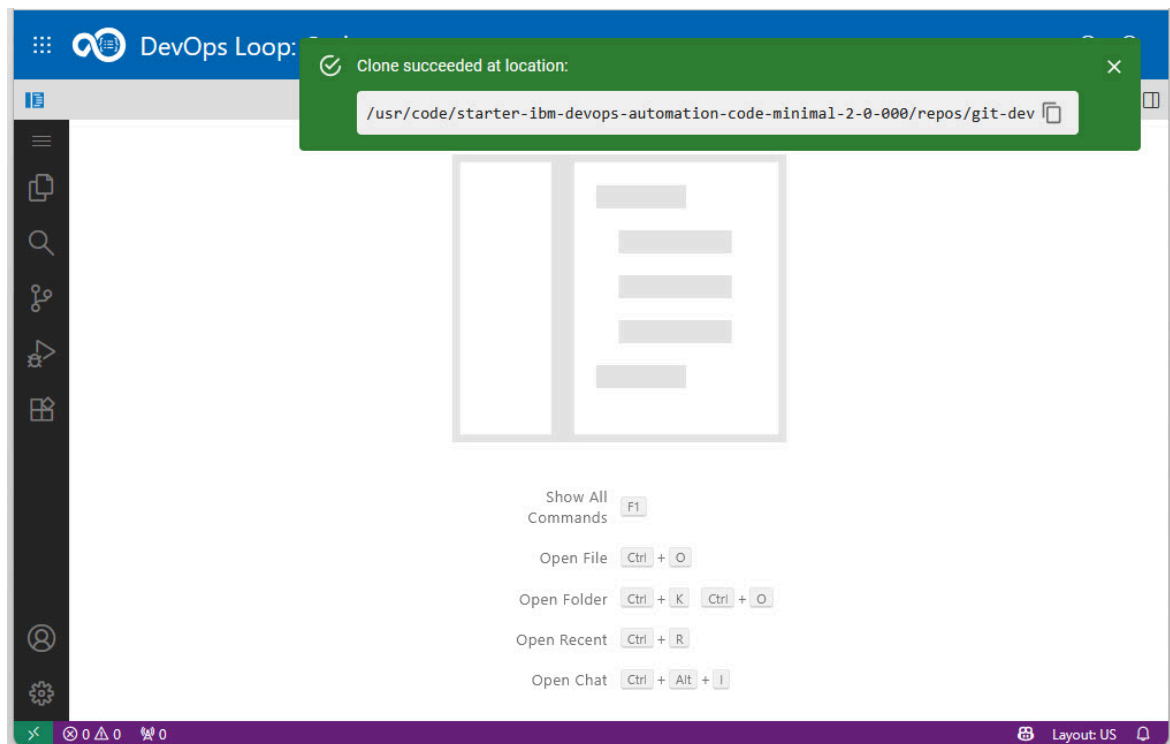 DevOps Loop:
Clone succeeded at location:
/usr/code/starter-ibm-devops-automation-code-minimal-2-0-000/repos/git-dev
Show All
Commands F1
Open File Ctrl + O
Open Folder Ctrl + K Ctrl + O
Open Recent Ctrl + R
Open Chat Ctrl + Alt + I
0 0 0 Layout: US